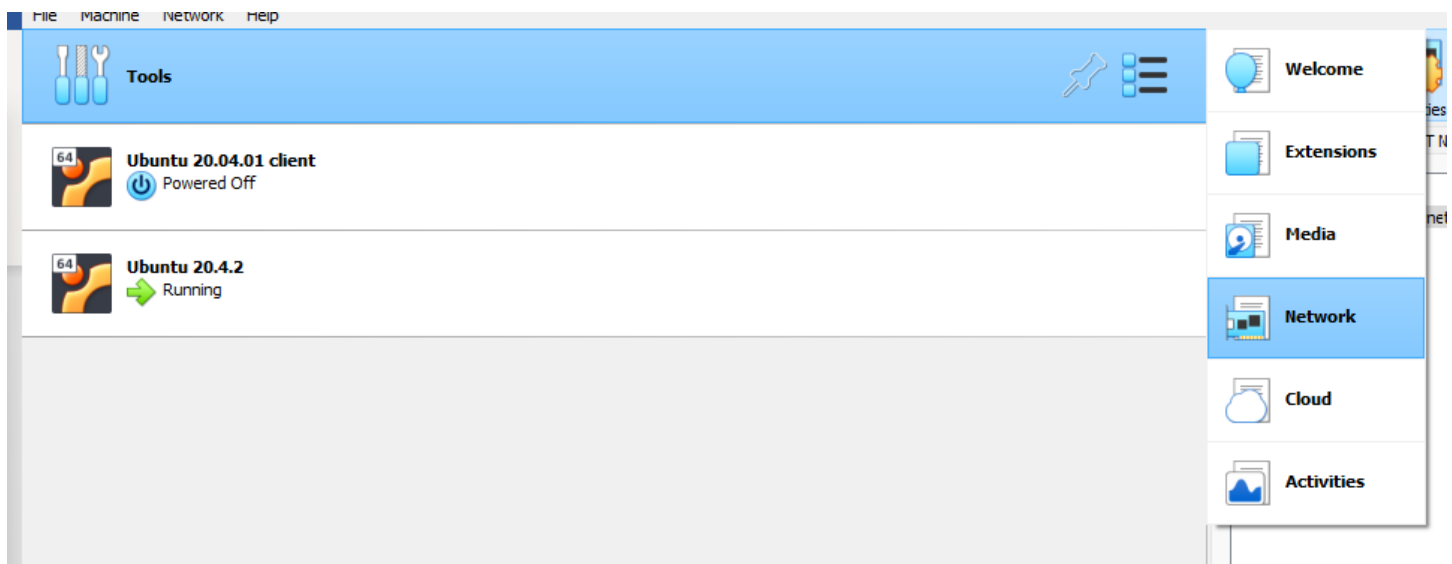 File Machine Network Help
Tools
64
Ubuntu 20.04.01 client
Powered Off
64
Ubuntu 20.4.2
Running
Welcome
Extensions
Media
Network
Cloud
Activities